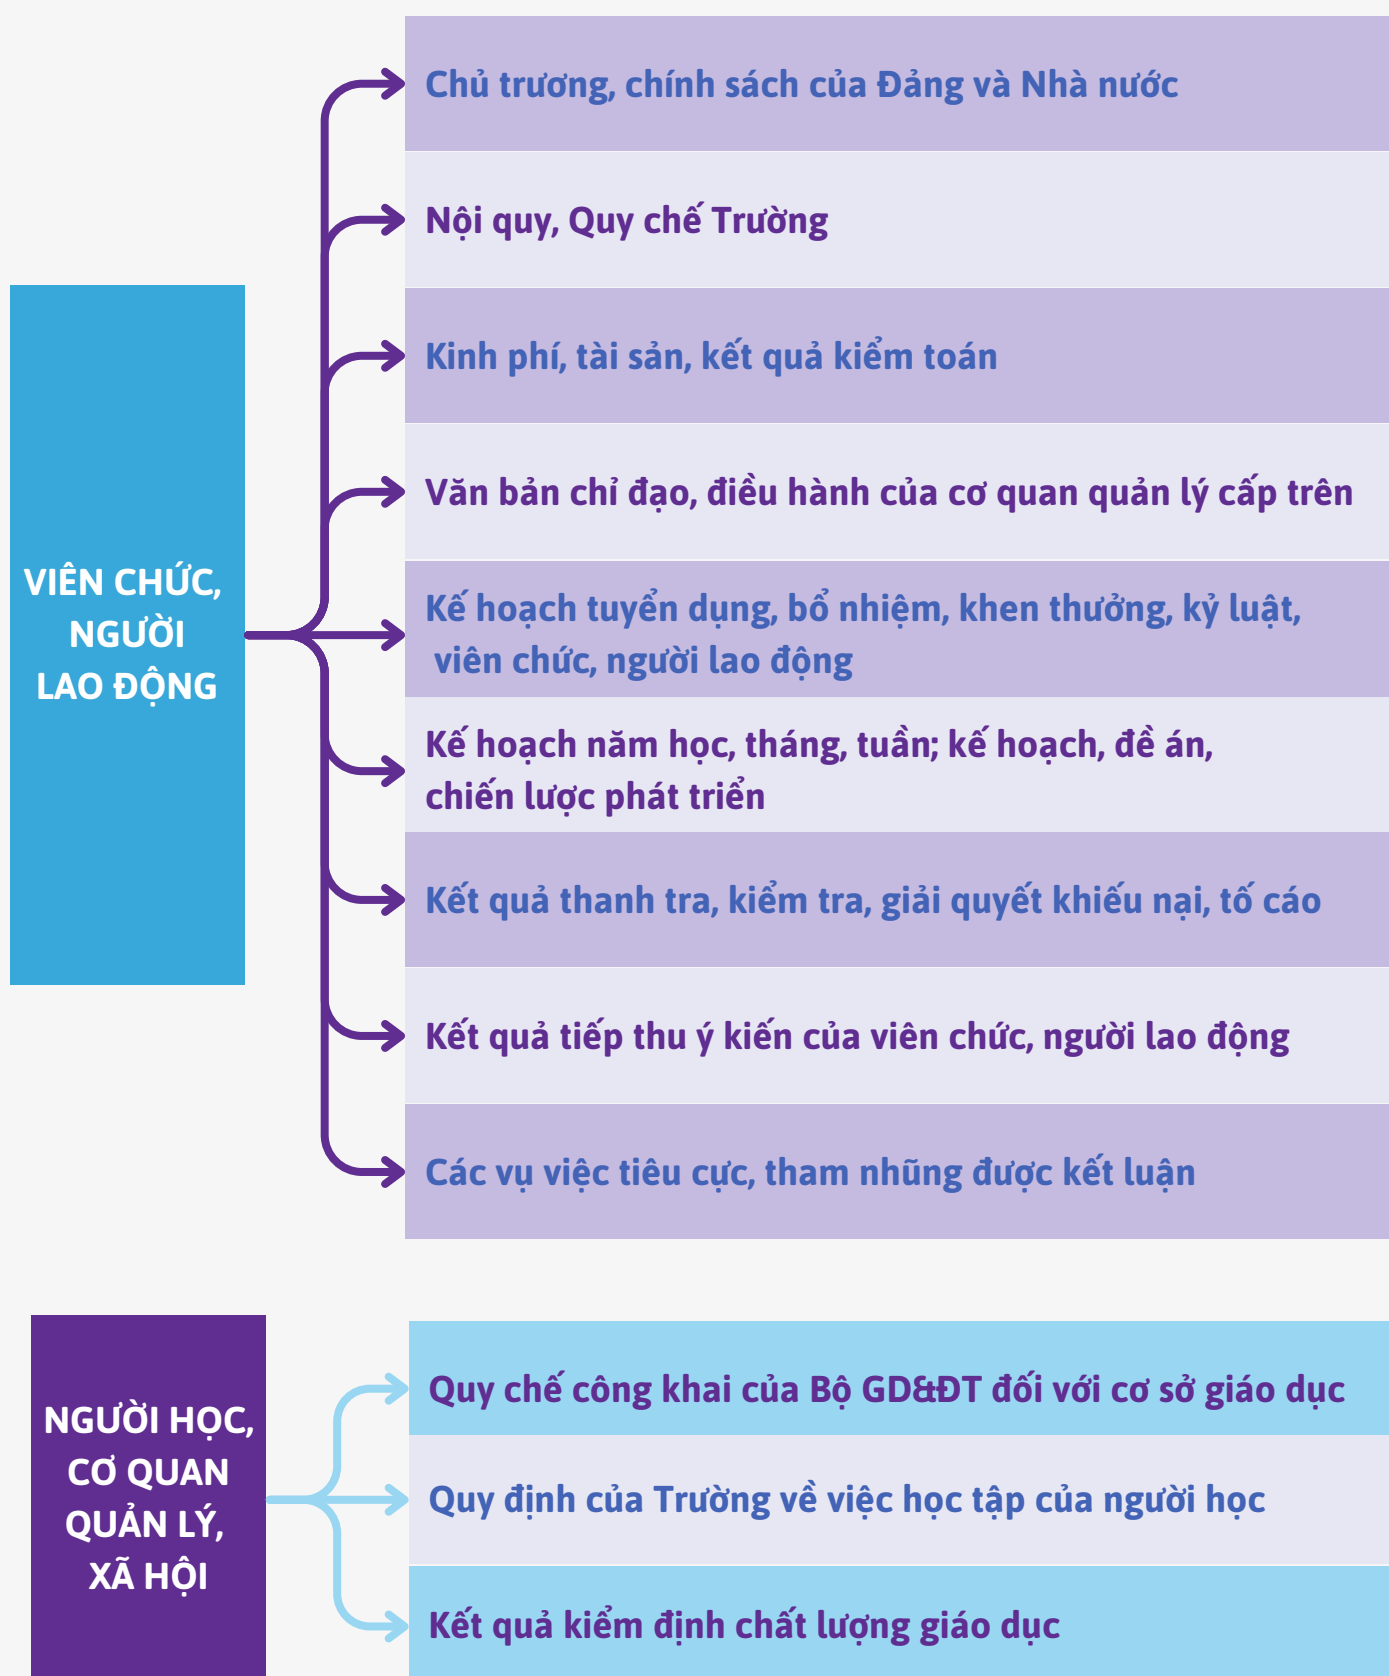 VIÊN CHỨC,
NGƯỜI
LAO ĐỘNG
Chủ trương, chính sách của Đảng và Nhà nước
Nội quy, Quy chế Trường
Kinh phí, tài sản, kết quả kiểm toán
Văn bản chỉ đạo, điều hành của cơ quan quản lý cấp trên
Kế hoạch tuyển dụng, bổ nhiệm, khen thưởng, kỷ luật,
viên chức, người lao động
Kế hoạch năm học, tháng, tuần; kế hoạch, đề án,
chiến lược phát triển
Kết quả thanh tra, kiểm tra, giải quyết khiếu nại, tố cáo
Kết quả tiếp thu ý kiến của viên chức, người lao động
Các vụ việc tiêu cực, tham nhũng được kết luận
NGƯỜI HỌC,
CƠ QUAN
QUẢN LÝ,
XÃ HỘI
Quy chế công khai của Bộ GD&ĐT đối với cơ sở giáo dục
Quy định của Trường về việc học tập của người học
Kết quả kiểm định chất lượng giáo dục